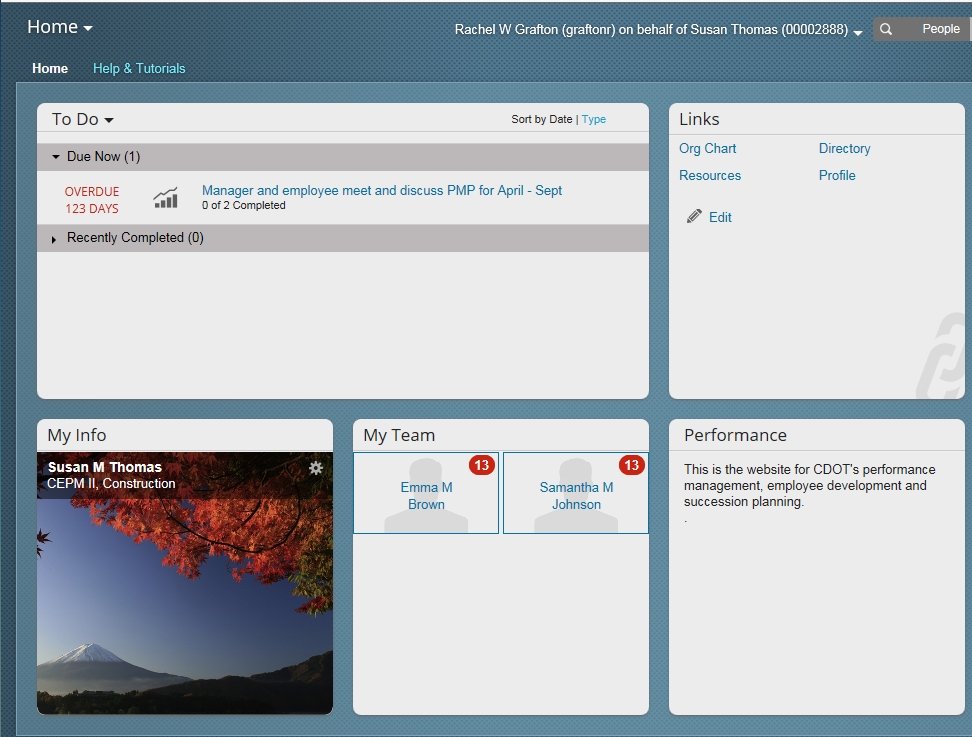 Home
Rachel W Grafton (graftonr) on behalf of Susan Thomas (00002888)
People
Home
Help & Tutorials
To Do
Sort by Date | Type
Due Now (1)
OVERDUE
123 DAYS
Manager and employee meet and discuss PMP for April - Sept
0 of 2 Completed
Recently Completed (0)
Links
Org Chart
Directory
Resources
Profile
Edit
My Info
Susan M Thomas
CEPM II, Construction
My Team
13
Emma M
Brown
13
Samantha M
Johnson
Performance
This is the website for CDOT's performance
management, employee development and
succession planning.
.